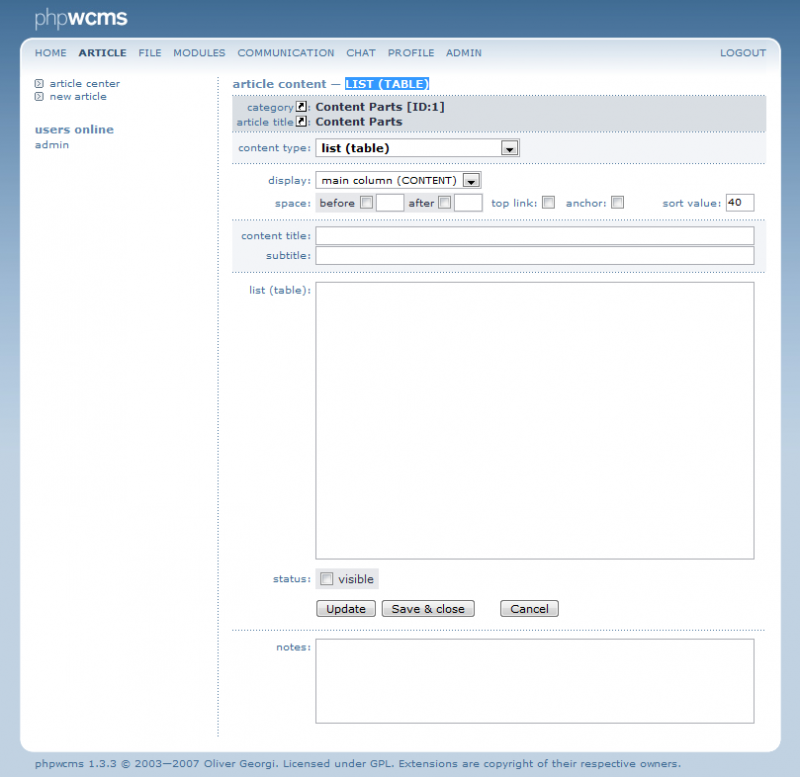 phpwcms
HOME ARTICLE FILE MODULES COMMUNICATION CHAT PROFILE ADMIN LOGOUT
article center
new article
users online
admin
article content — LIST (TABLE)
category : Content Parts [ID:1]
article title : Content Parts
content type: list (table)
display: main column (CONTENT)
space: before after top link: anchor: sort value: 40
content title:
subtitle:
list (table):
status: visible
Update Save & close Cancel
notes:
phpwcms 1.3.3 © 2003—2007 Oliver Georgi. Licensed under GPL. Extensions are copyright of their respective owners.